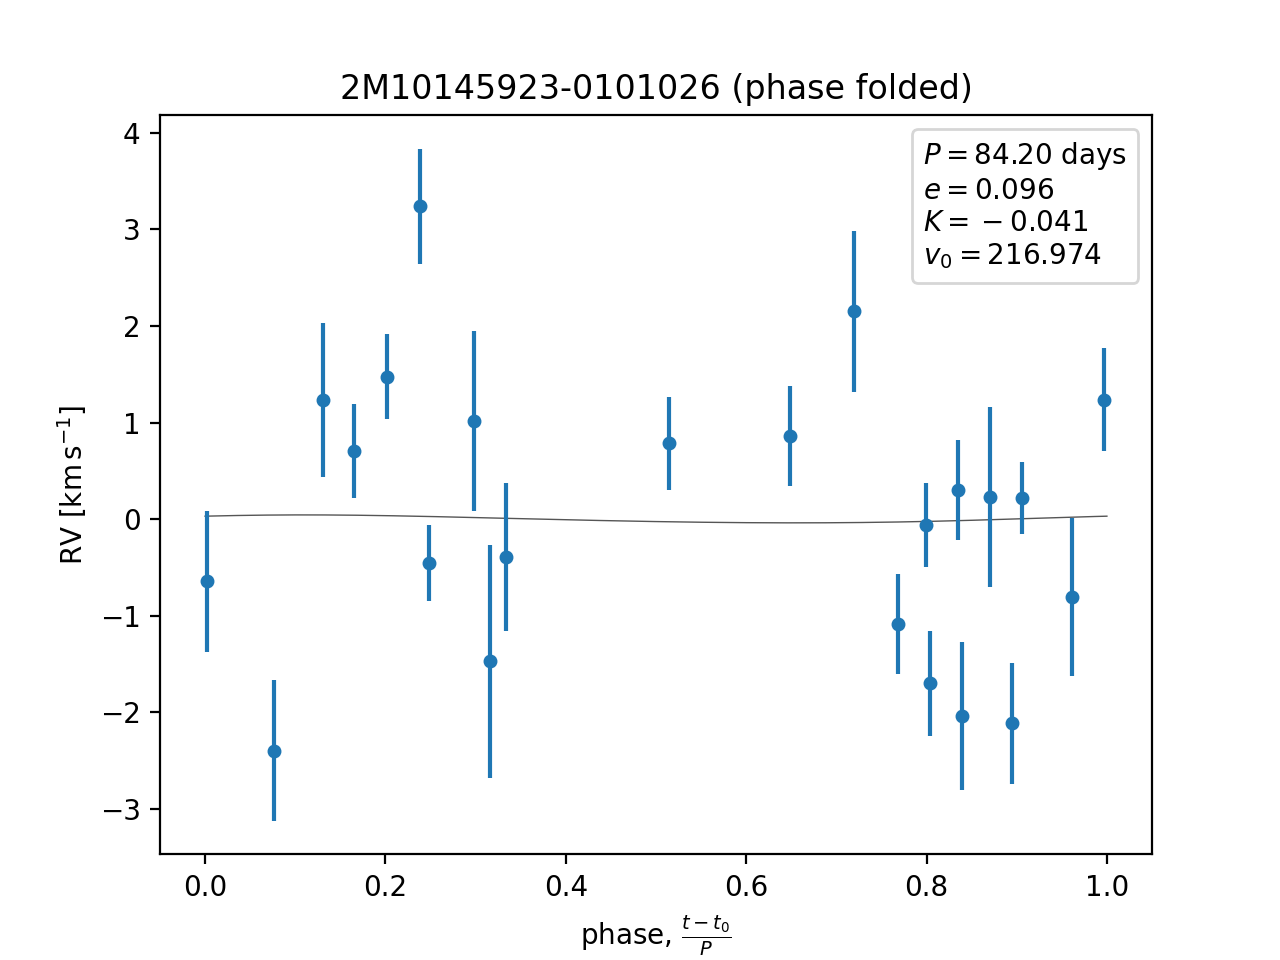 2M10145923-0101026 (phase folded)
P = 84.20 days
e = 0.096
K = −0.041
v₀ = 216.974
4
3
2
1
0
−1
−2
−3
RV [km s⁻¹]
0.0 0.2 0.4 0.6 0.8 1.0
phase, (t − t₀)/P